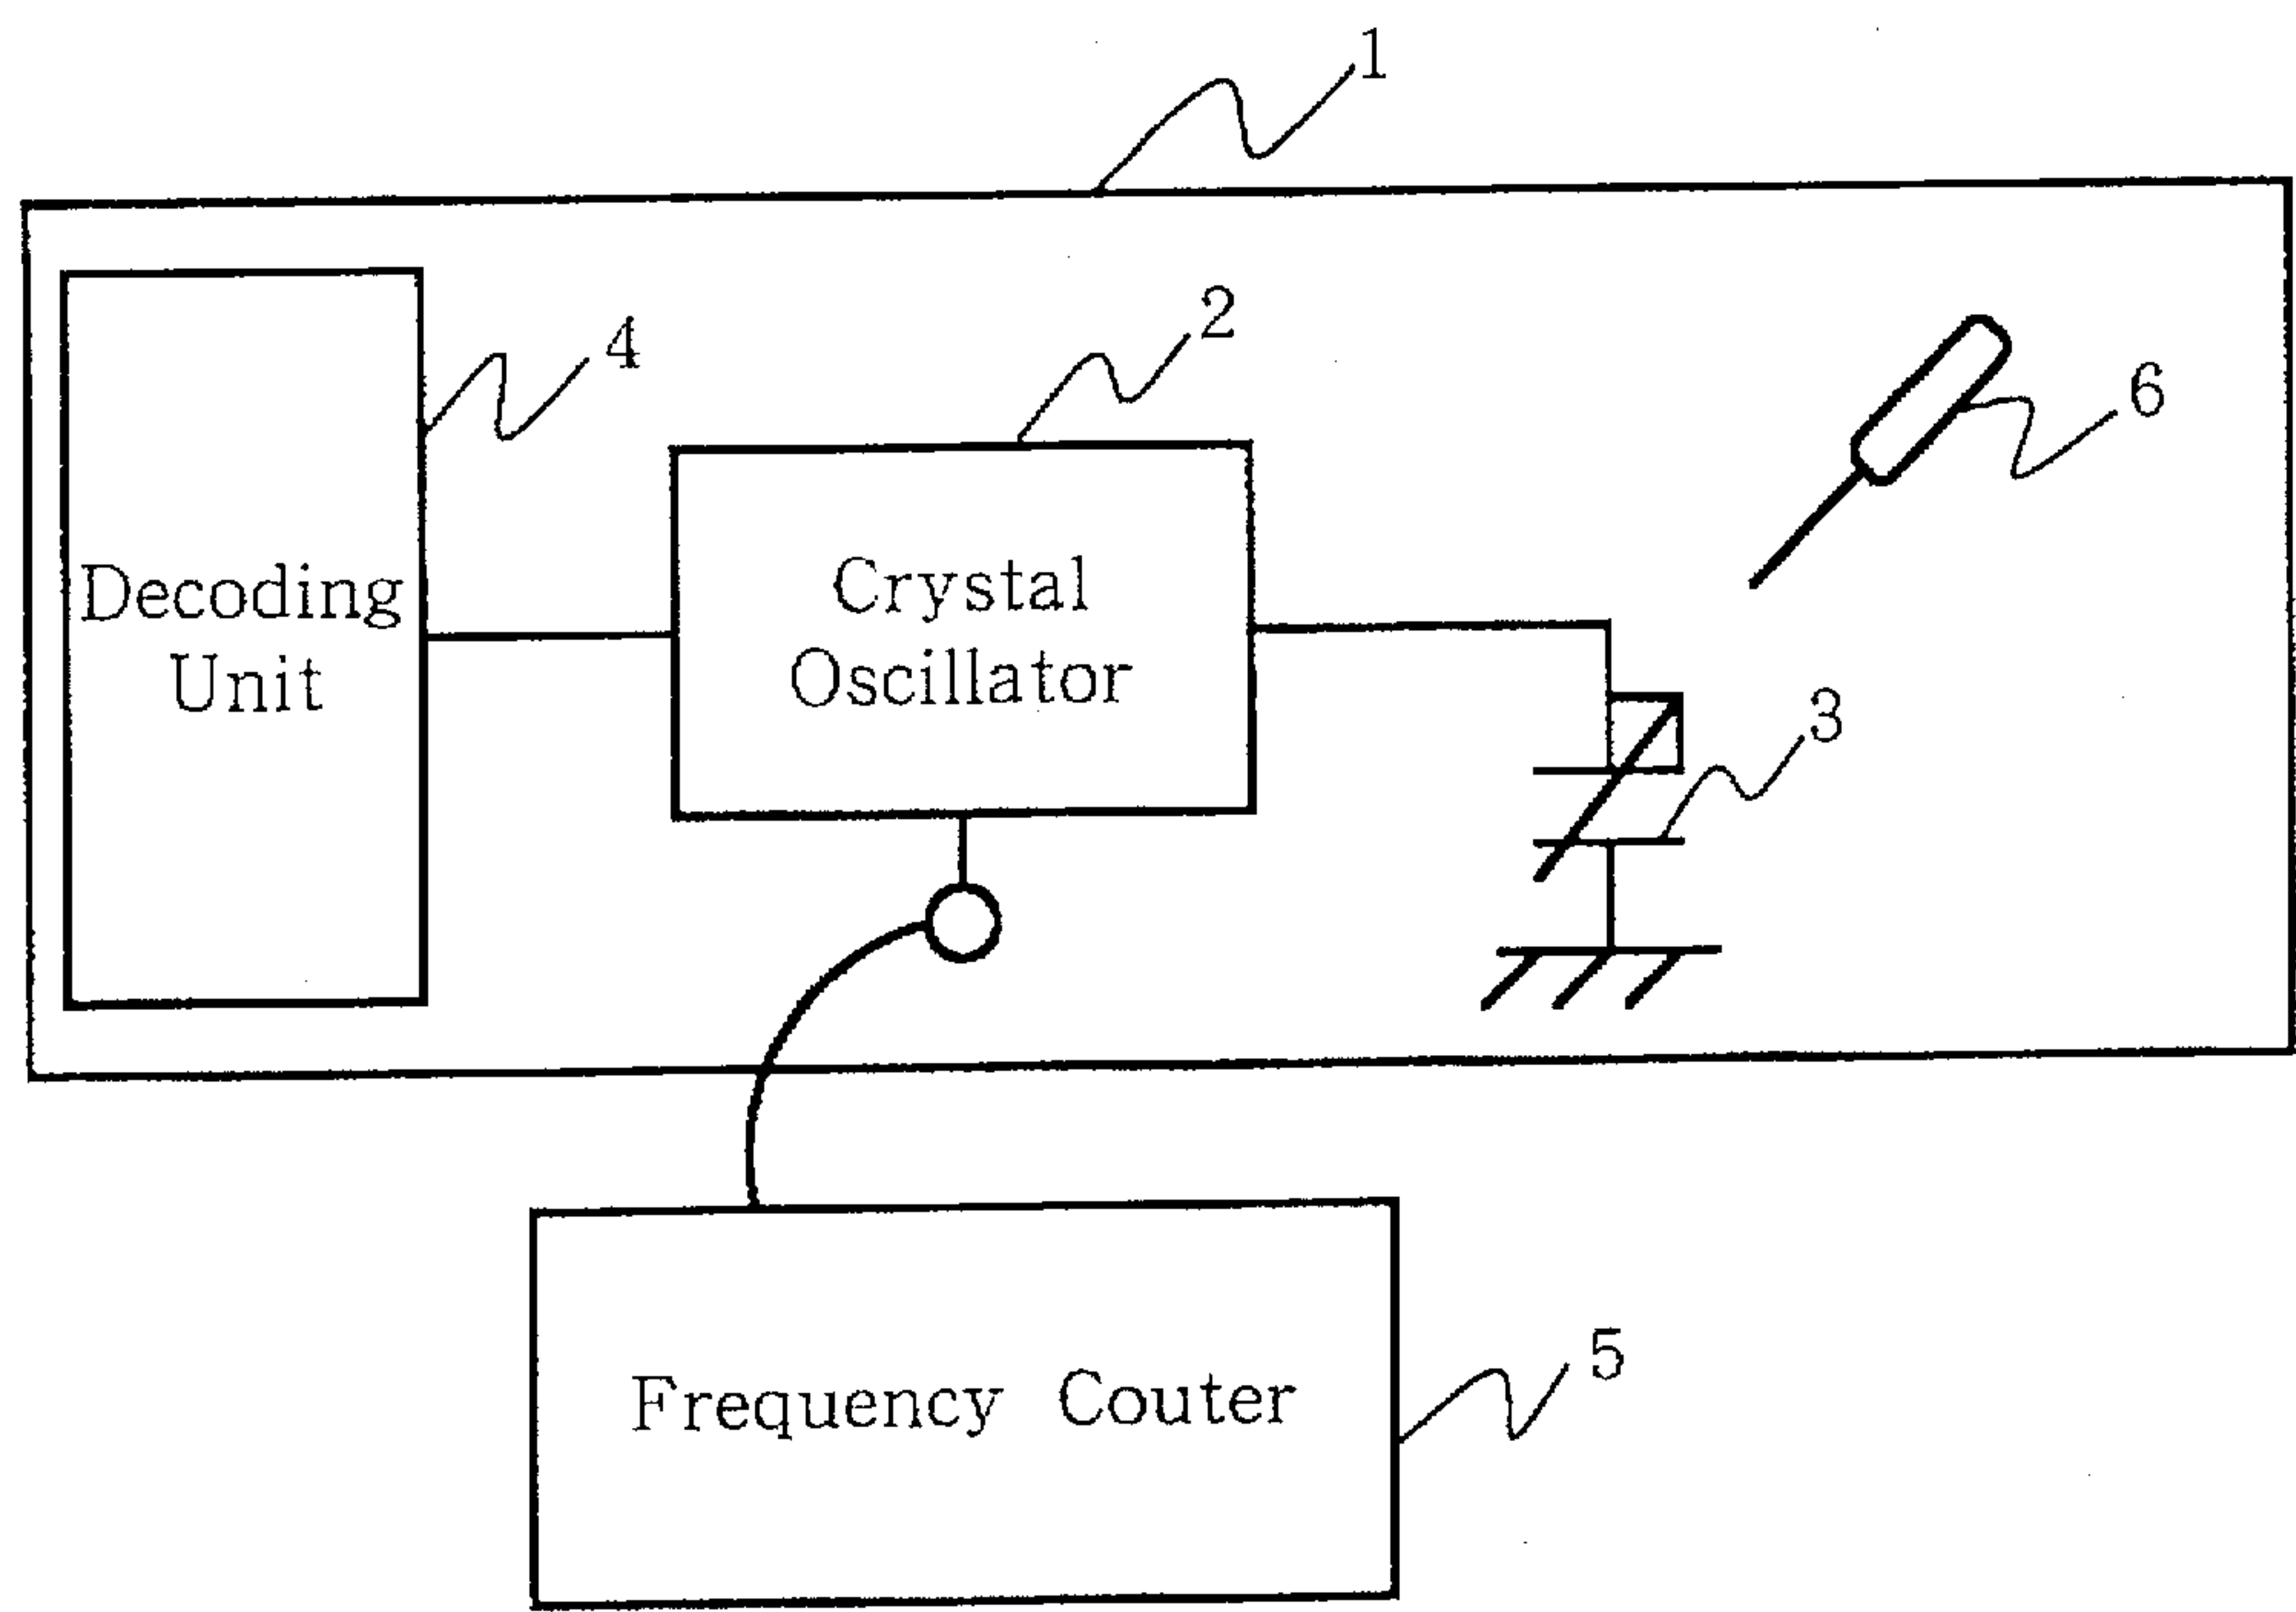 1
2
4
6
Decoding
Unit
Crystal
Oscillator
3
Frequency Couter
5